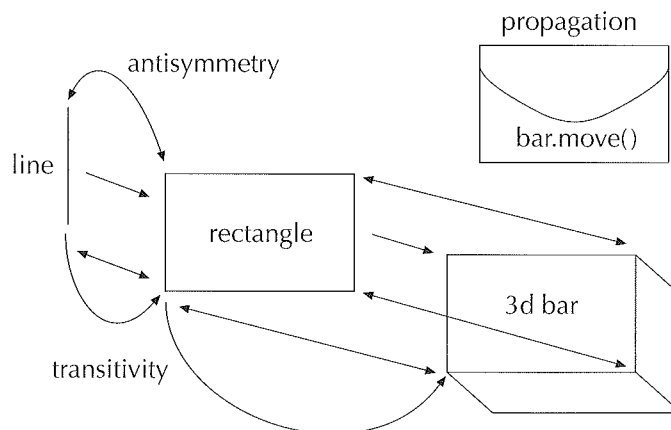 propagation
antisymmetry
bar.move()
line
rectangle
3d bar
transitivity